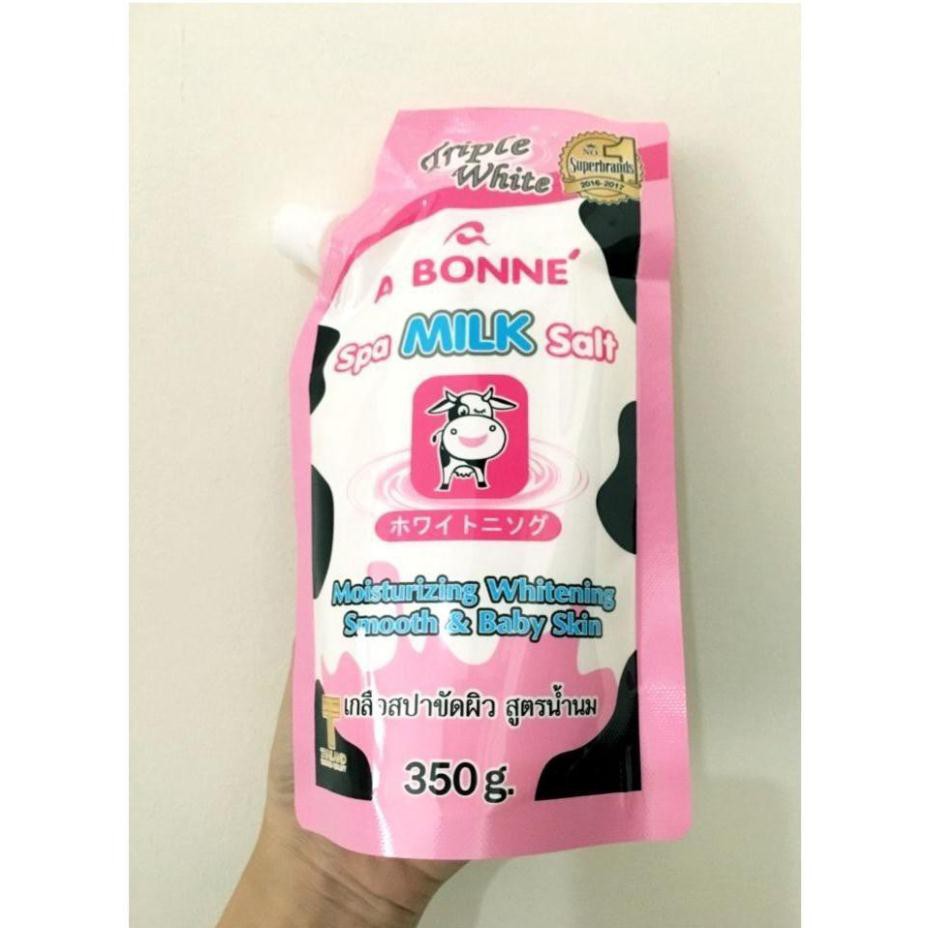 Triple
White
NO 1
Superbrands
2016-2017
A BONNE'
Spa MILK Salt
ホワイトニソグ
Moisturizing Whitening
Smooth & Baby Skin
เกลือสปาขัดผิว สูตรน้ำนม
T
THAILAND
350 g.